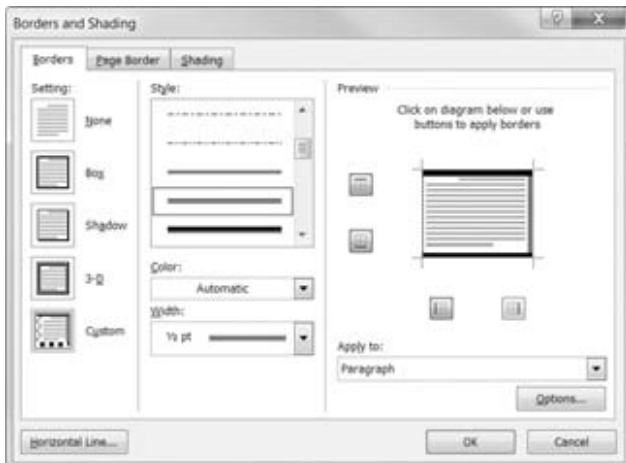 Borders and Shading
Borders Page Border Shading
Setting:
None
Box
Shadow
3-D
Custom
Style:
Color:
Automatic
Width:
½ pt
Preview
Click on diagram below or use
buttons to apply borders
Apply to:
Paragraph
Options...
Horizontal Line...
OK
Cancel